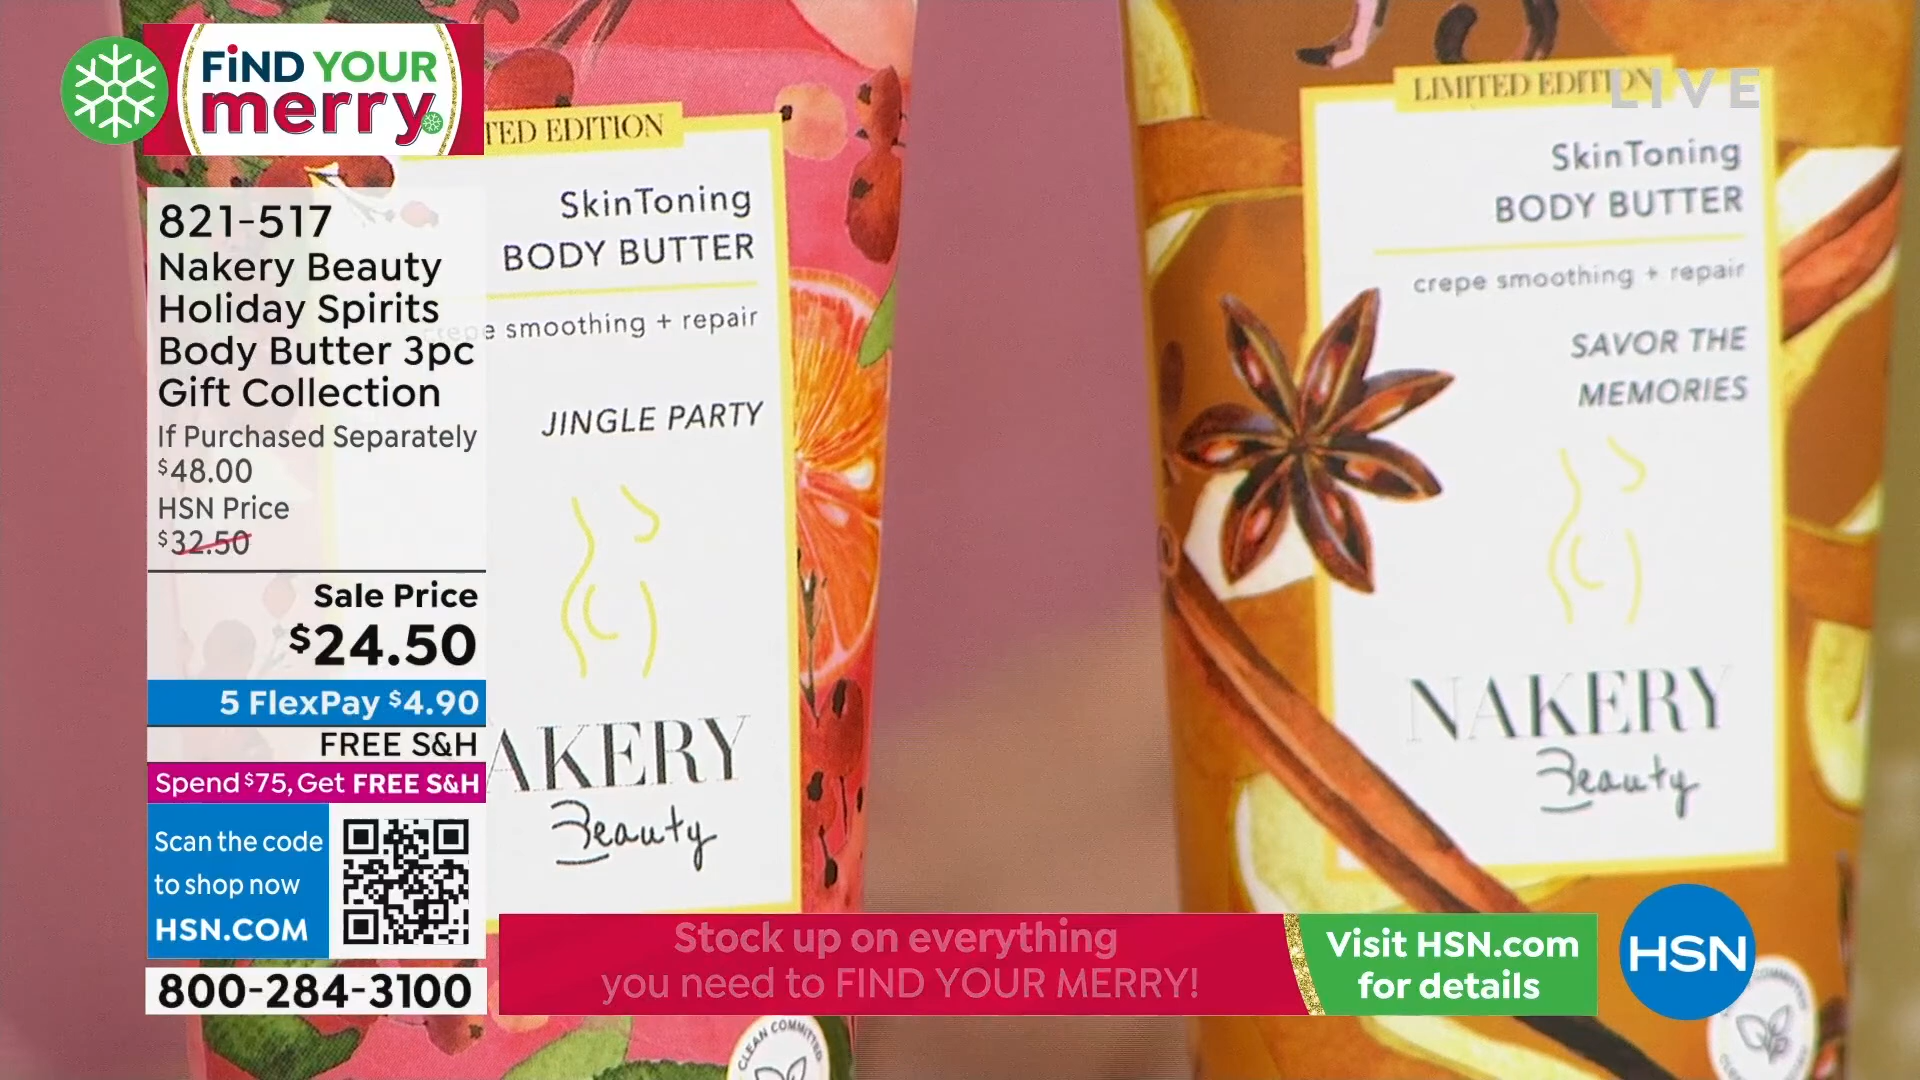 FiND YOUR
merry
821-517
Nakery Beauty
Holiday Spirits
Body Butter 3pc
Gift Collection
If Purchased Separately
$48.00
HSN Price
$32.50
Sale Price
$24.50
5 FlexPay $4.90
FREE S&H
Spend $75, Get FREE S&H
Scan the code
to shop now
HSN.COM
800-284-3100
TED EDITION
SkinToning
BODY BUTTER
crepe smoothing + repair
JINGLE PARTY
AKERY
Beauty
CLEAN COMMITTED
LIVE
LIMITED EDITION
SkinToning
BODY BUTTER
crepe smoothing + repair
SAVOR THE
MEMORIES
NAKERY
Beauty
Stock up on everything
you need to FIND YOUR MERRY!
Visit HSN.com
for details
HSN